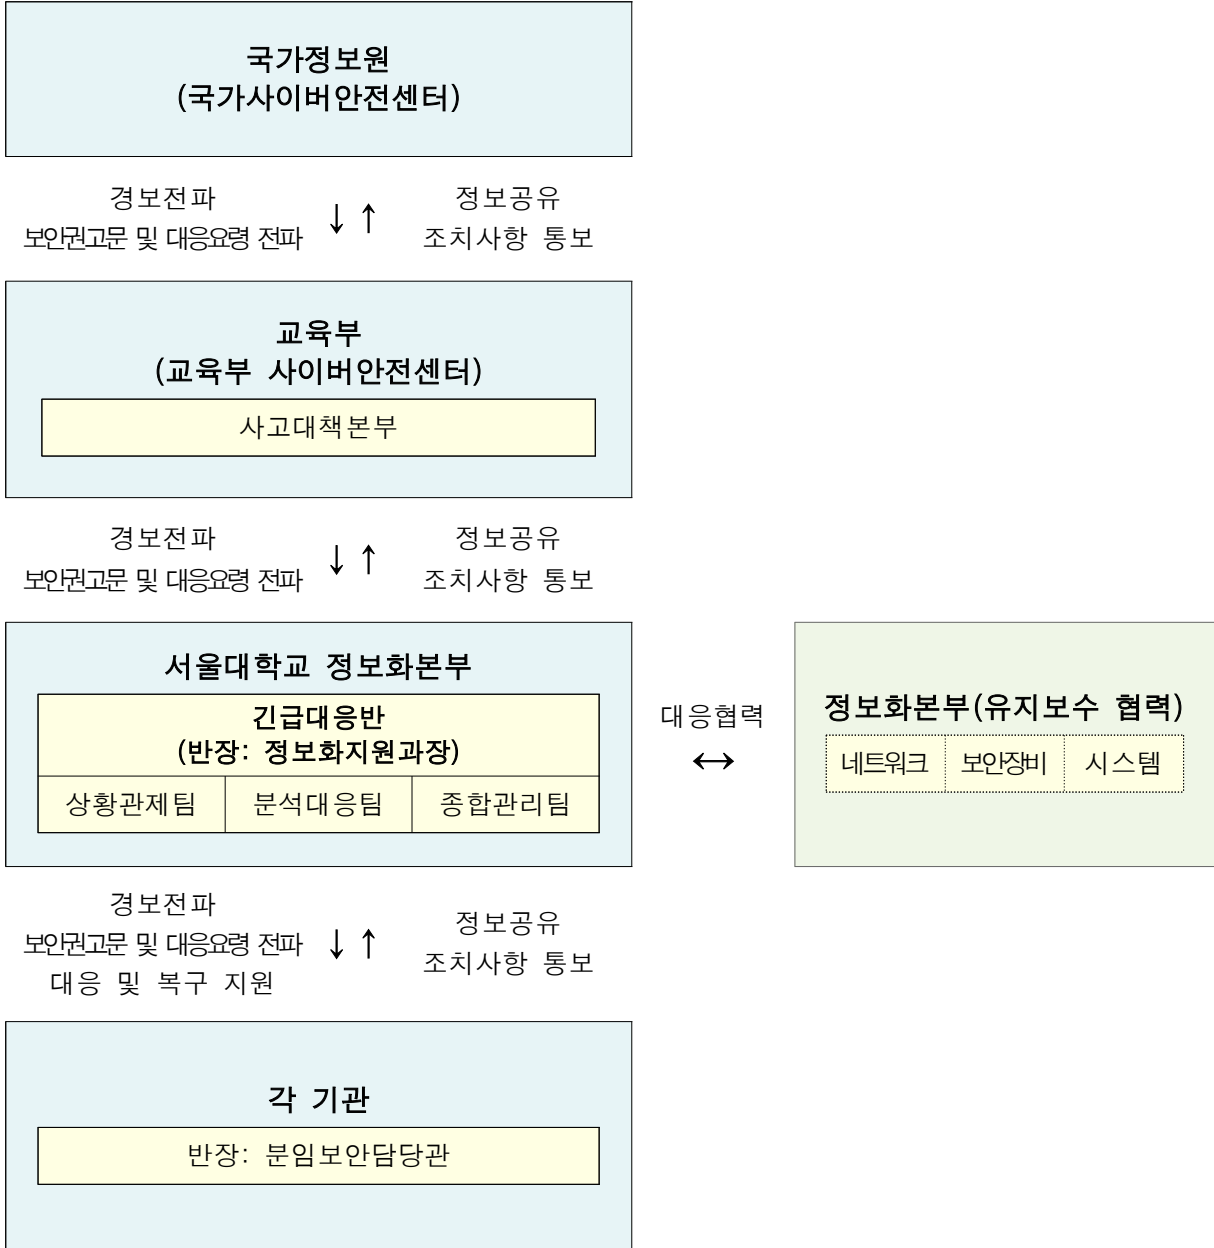 국가정보원
(국가사이버안전센터)
경보전파
보안권고문 및 대응요령 전파
↓ ↑
정보공유
조치사항 통보
교육부
(교육부 사이버안전센터)
사고대책본부
경보전파
보안권고문 및 대응요령 전파
↓ ↑
정보공유
조치사항 통보
서울대학교 정보화본부
긴급대응반
(반장: 정보화지원과장)
상황관제팀 분석대응팀 종합관리팀
대응협력
↔
정보화본부(유지보수 협력)
네트워크 보안장비 시스템
경보전파
보안권고문 및 대응요령 전파
대응 및 복구 지원
↓ ↑
정보공유
조치사항 통보
각 기관
반장: 분임보안담당관